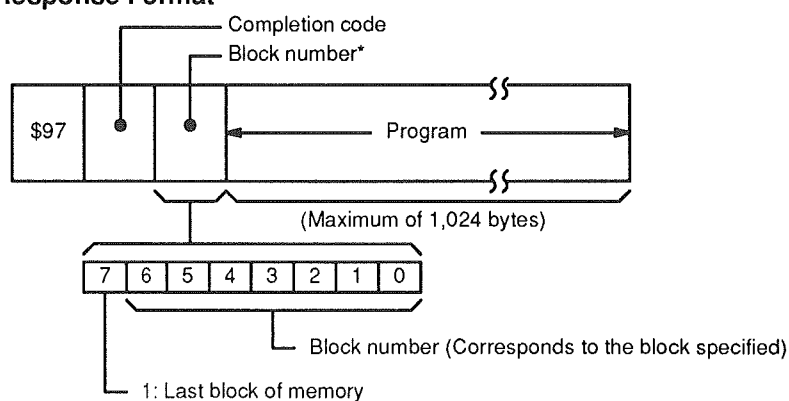 Response Format
Completion code
Block number*
$97
Program
(Maximum of 1,024 bytes)
7 6 5 4 3 2 1 0
Block number (Corresponds to the block specified)
1: Last block of memory